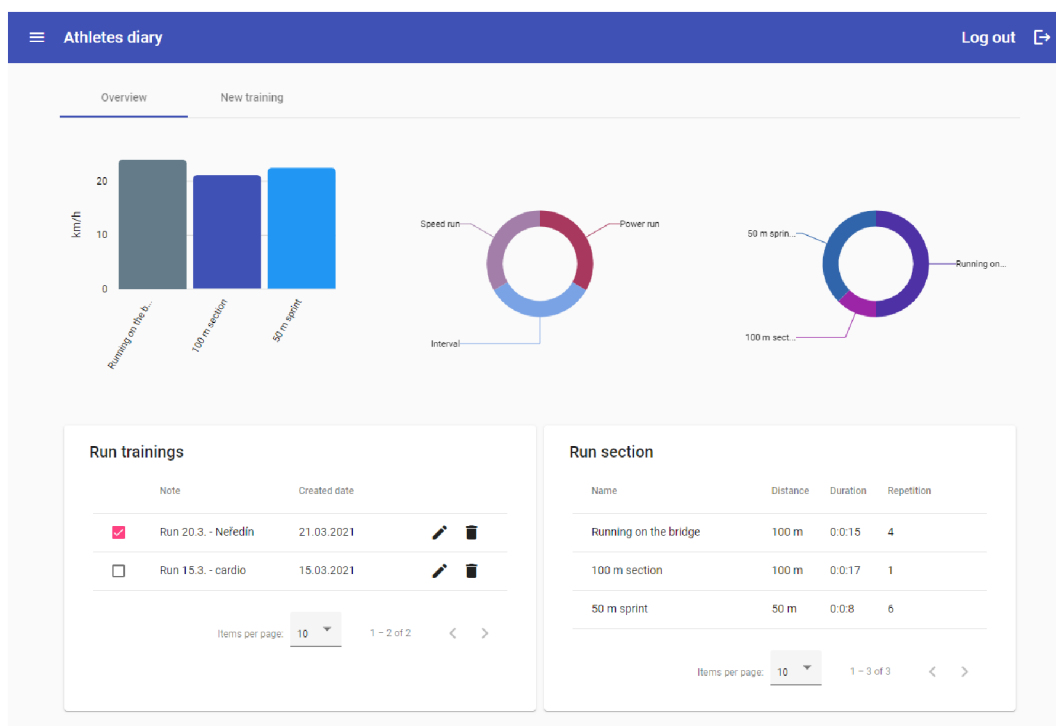 Athletes diary
Log out
Overview
New training
km/h
20
10
0
Running on the b...
100 m section
50 m sprint
Speed run
Power run
Interval
50 m sprin...
Running on...
100 m sect...
Run trainings
Note Created date
Run 20.3. - Neředín 21.03.2021
Run 15.3. - cardio 15.03.2021
Items per page: 10 1 – 2 of 2
Run section
Name Distance Duration Repetition
Running on the bridge 100 m 0:0:15 4
100 m section 100 m 0:0:17 1
50 m sprint 50 m 0:0:8 6
Items per page: 10 1 – 3 of 3